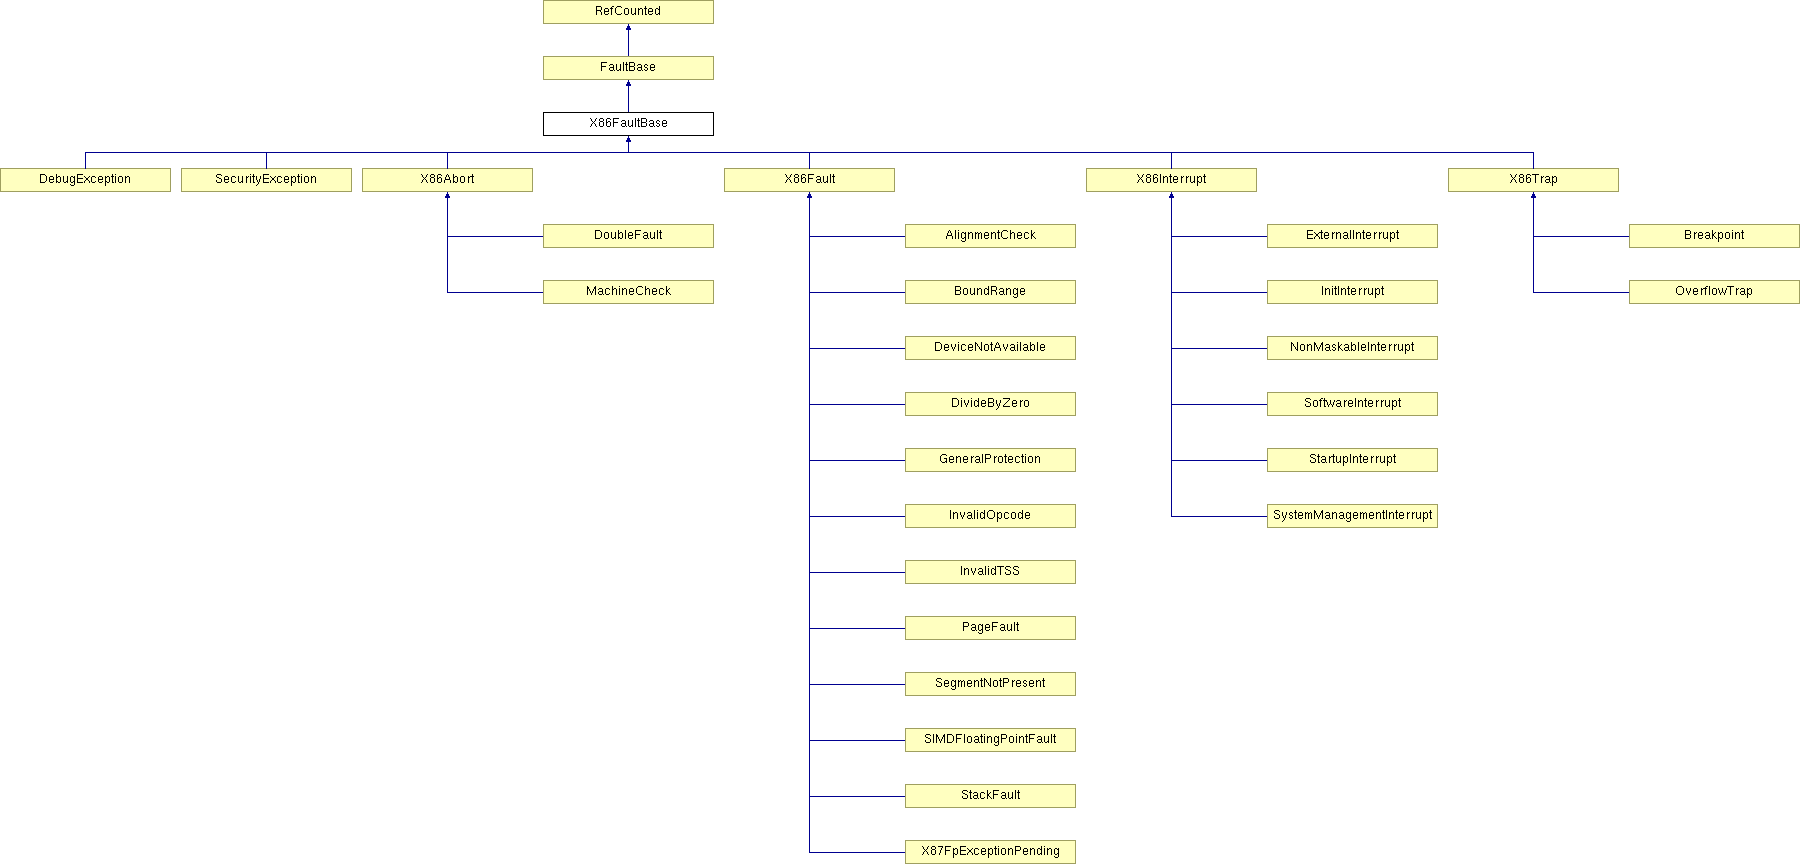 RefCounted
FaultBase
X86FaultBase
DebugException
SecurityException
X86Abort
X86Fault
X86Interrupt
X86Trap
DoubleFault
AlignmentCheck
ExternalInterrupt
Breakpoint
MachineCheck
BoundRange
InitInterrupt
OverflowTrap
DeviceNotAvailable
NonMaskableInterrupt
DivideByZero
SoftwareInterrupt
GeneralProtection
StartupInterrupt
InvalidOpcode
SystemManagementInterrupt
InvalidTSS
PageFault
SegmentNotPresent
SIMDFloatingPointFault
StackFault
X87FpExceptionPending